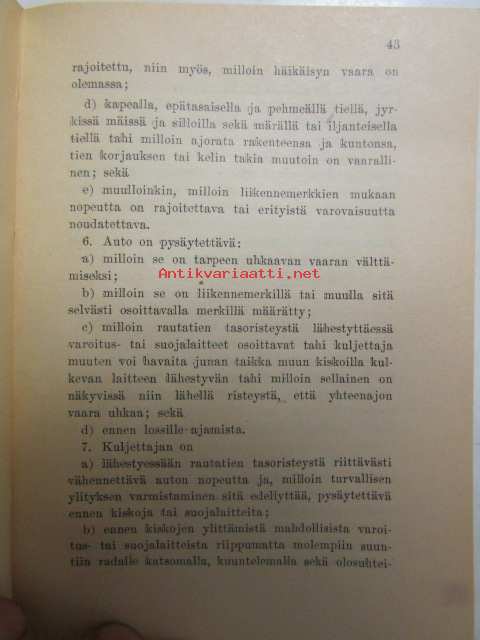 43
rajoitettu, niin myös, milloin häikäisyn vaara on
olemassa;
d) kapealla, epätasaisella ja pehmeällä tiellä, jyr-
kissä mäissä ja silloilla sekä märällä tai iljanteisella
tiellä tahi milloin ajorata rakenteensa ja kuntonsa,
tien korjauksen tai kelin takia muutoin on vaaralli-
nen; sekä
e) muulloinkin, milloin liikennemerkkien mukaan
nopeutta on rajoitettava tai erityistä varovaisuutta
noudatettava.
6. Auto on pysäytettävä:
a) milloin se on tarpeen uhkaavan vaaran välttä-
miseksi;
Antikvariaatti.net
b) milloin se on liikennemerkillä tai muulla sitä
selvästi osoittavalla merkillä määrätty;
c) milloin rautatien tasoristeystä lähestyttäessä
varoitus- tai suojalaitteet osoittavat tahi kuljettaja
muuten voi havaita junan taikka muun kiskoilla kul-
kevan laitteen lähestyvän tahi milloin sellainen on
näkyvissä niin lähellä risteystä, että yhteenajon
vaara uhkaa; sekä
d) ennen lossille ajamista.
7. Kuljettajan on
a) lähestyessään rautatien tasoristeystä riittävästi
vähennettävä auton nopeutta ja, milloin turvallisen
ylityksen varmistaminen sitä edellyttää, pysäytettävä
ennen kiskoja tai suojalaitteita;
b) ennen kiskojen ylittämistä mahdollisista varoi-
tus- tai suojalaitteista riippumatta molempiin suun-
tiin radalle katsomalla, kuuntelemalla sekä olosuhtei-